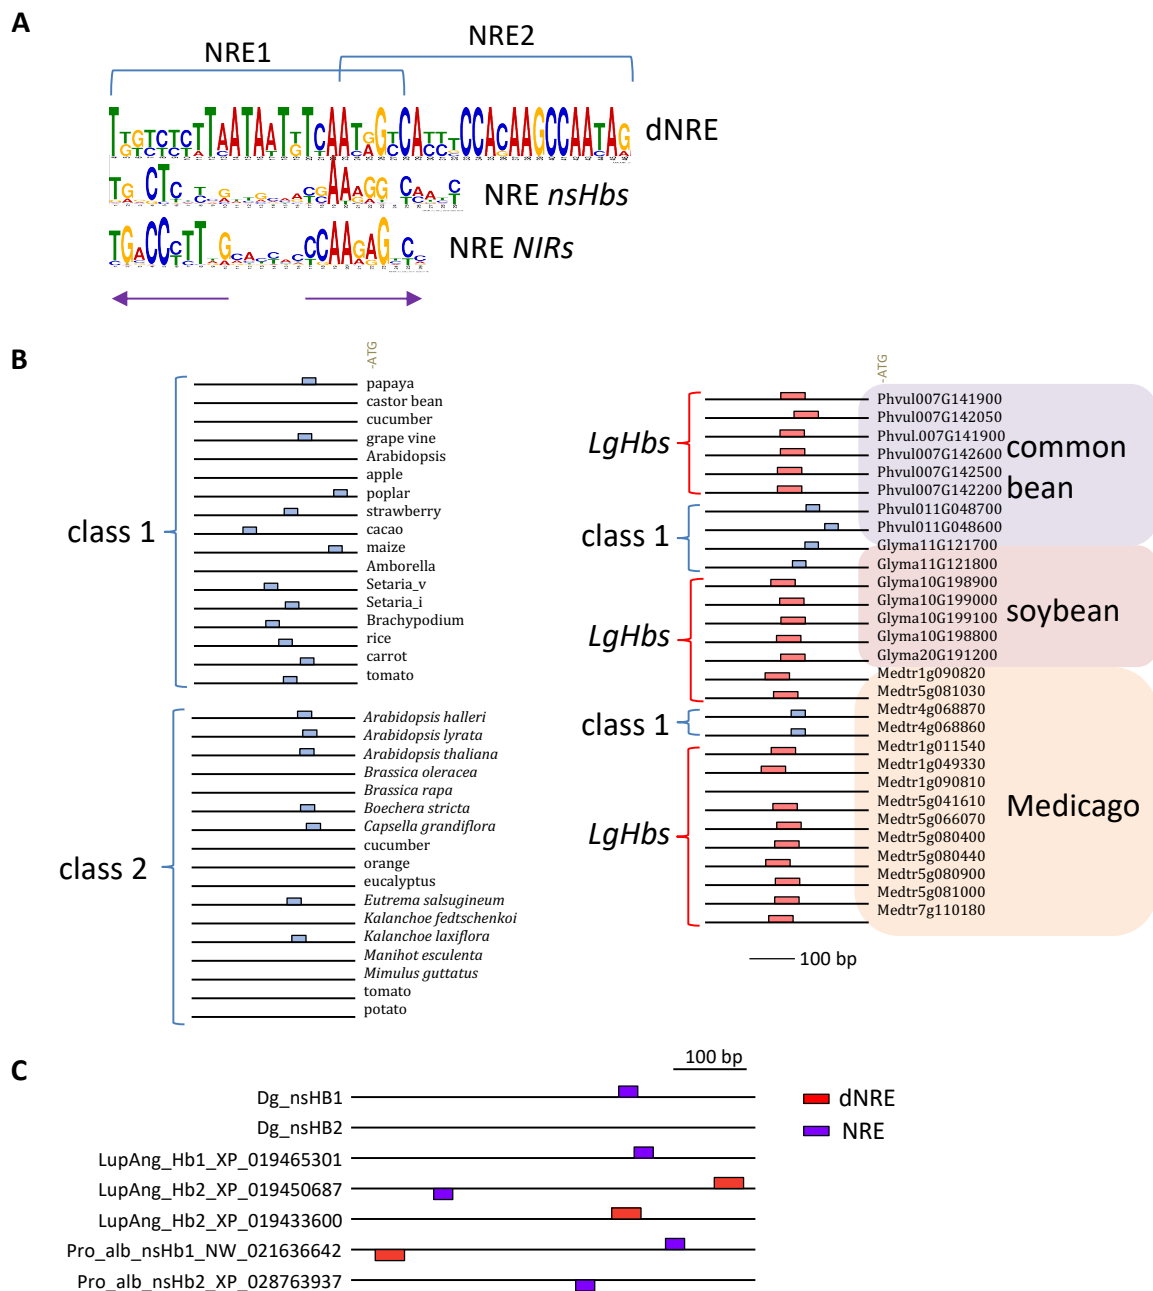 A
NRE1
NRE2
dNRE
NRE nsHbs
NRE NIRs
B
-ATG
class 1
papaya
castor bean
cucumber
grape vine
Arabidopsis
apple
poplar
strawberry
cacao
maize
Amborella
Setaria_v
Setaria_i
Brachypodium
rice
carrot
tomato
class 2
Arabidopsis halleri
Arabidopsis lyrata
Arabidopsis thaliana
Brassica oleracea
Brassica rapa
Boechera stricta
Capsella grandiflora
cucumber
orange
eucalyptus
Eutrema salsugineum
Kalanchoe fedtschenkoi
Kalanchoe laxiflora
Manihot esculenta
Mimulus guttatus
tomato
potato
-ATG
LgHbs
class 1
LgHbs
class 1
LgHbs
Phvul007G141900
Phvul007G142050
Phvul.007G141900
Phvul007G142600
Phvul007G142500
Phvul007G142200
Phvul011G048700
Phvul011G048600
Glyma11G121700
Glyma11G121800
Glyma10G198900
Glyma10G199000
Glyma10G199100
Glyma10G198800
Glyma20G191200
Medtr1g090820
Medtr5g081030
Medtr4g068870
Medtr4g068860
Medtr1g011540
Medtr1g049330
Medtr1g090810
Medtr5g041610
Medtr5g066070
Medtr5g080400
Medtr5g080440
Medtr5g080900
Medtr5g081000
Medtr7g110180
common
bean
soybean
Medicago
100 bp
C
100 bp
Dg_nsHB1
Dg_nsHB2
LupAng_Hb1_XP_019465301
LupAng_Hb2_XP_019450687
LupAng_Hb2_XP_019433600
Pro_alb_nsHb1_NW_021636642
Pro_alb_nsHb2_XP_028763937
dNRE
NRE